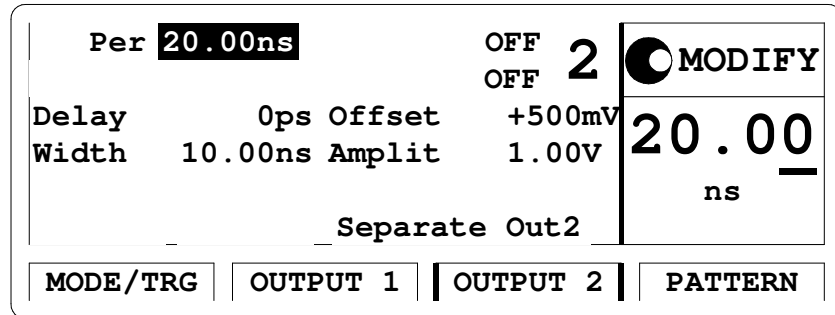 Per 20.00ns OFF 2 MODIFY
OFF
Delay 0ps Offset +500mV 20.00
Width 10.00ns Amplit 1.00V
ns
Separate Out2
MODE/TRG OUTPUT 1 OUTPUT 2 PATTERN